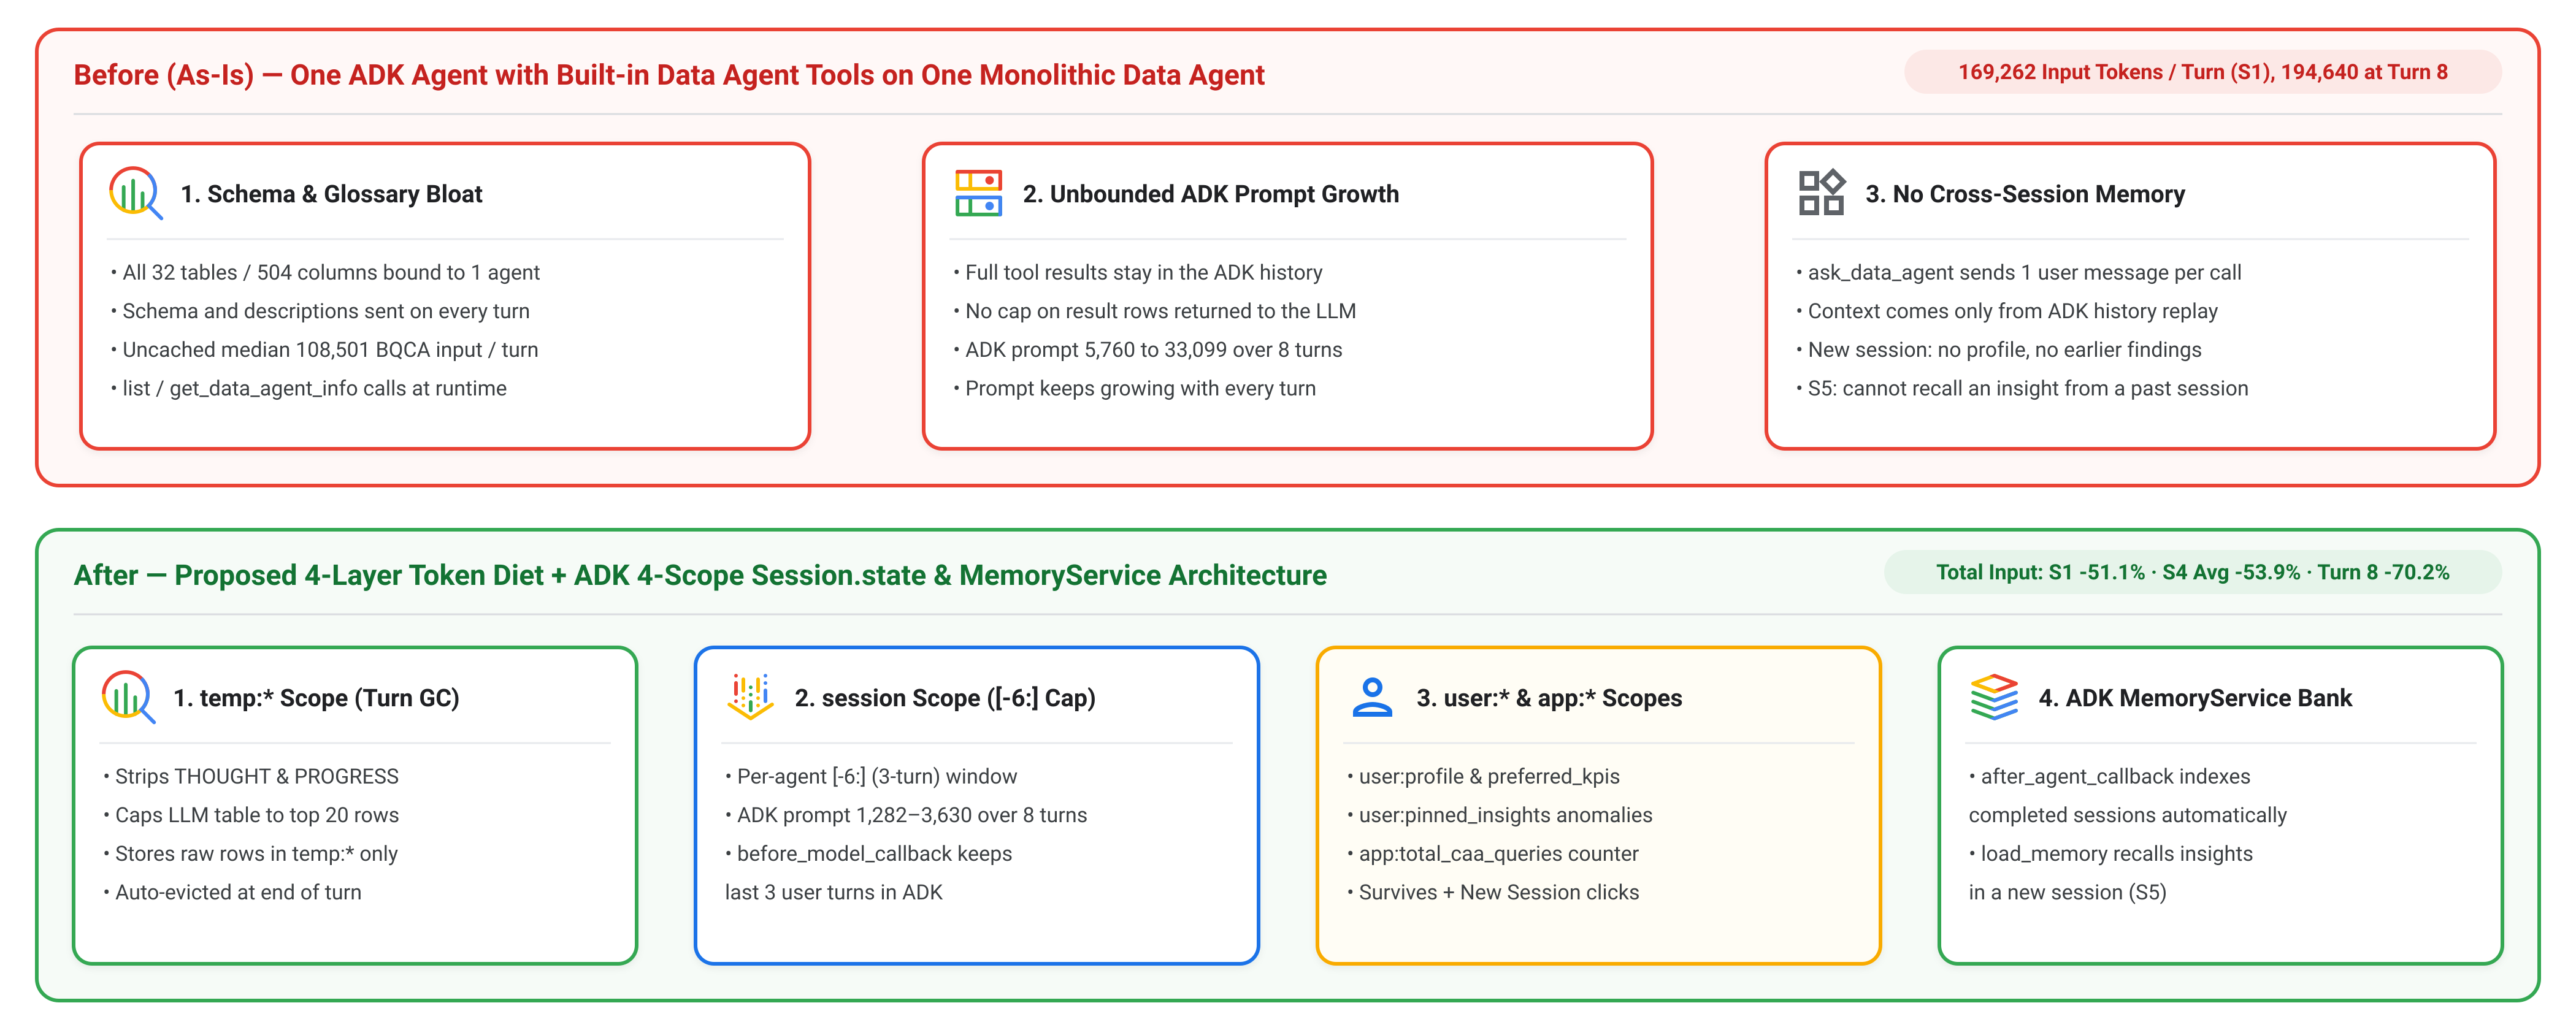 Before (As-Is) — One ADK Agent with Built-in Data Agent Tools on One Monolithic Data Agent
169,262 Input Tokens / Turn (S1), 194,640 at Turn 8
1. Schema & Glossary Bloat
• All 32 tables / 504 columns bound to 1 agent
• Schema and descriptions sent on every turn
• Uncached median 108,501 BQCA input / turn
• list / get_data_agent_info calls at runtime
2. Unbounded ADK Prompt Growth
• Full tool results stay in the ADK history
• No cap on result rows returned to the LLM
• ADK prompt 5,760 to 33,099 over 8 turns
• Prompt keeps growing with every turn
3. No Cross-Session Memory
• ask_data_agent sends 1 user message per call
• Context comes only from ADK history replay
• New session: no profile, no earlier findings
• S5: cannot recall an insight from a past session
After — Proposed 4-Layer Token Diet + ADK 4-Scope Session.state & MemoryService Architecture
Total Input: S1 -51.1% · S4 Avg -53.9% · Turn 8 -70.2%
1. temp:* Scope (Turn GC)
• Strips THOUGHT & PROGRESS
• Caps LLM table to top 20 rows
• Stores raw rows in temp:* only
• Auto-evicted at end of turn
2. session Scope ([-6:] Cap)
• Per-agent [-6:] (3-turn) window
• ADK prompt 1,282–3,630 over 8 turns
• before_model_callback keeps
last 3 user turns in ADK
3. user:* & app:* Scopes
• user:profile & preferred_kpis
• user:pinned_insights anomalies
• app:total_caa_queries counter
• Survives + New Session clicks
4. ADK MemoryService Bank
• after_agent_callback indexes
completed sessions automatically
• load_memory recalls insights
in a new session (S5)